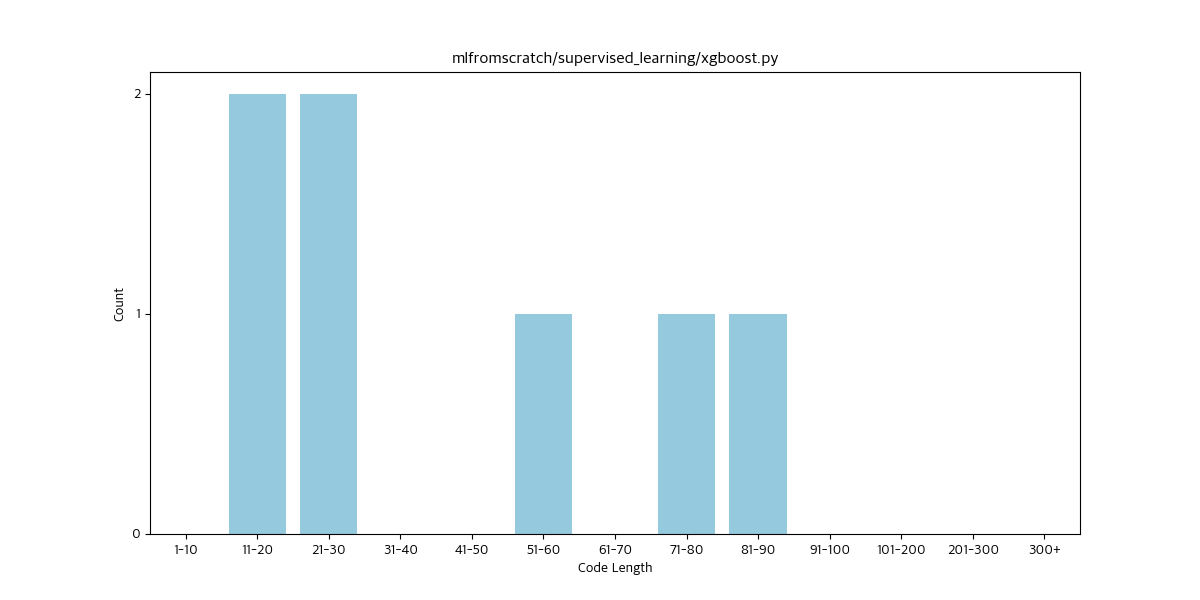 mlfromscratch/supervised_learning/xgboost.py
2
1
0
Count
1-10 11-20 21-30 31-40 41-50 51-60 61-70 71-80 81-90 91-100 101-200 201-300 300+
Code Length